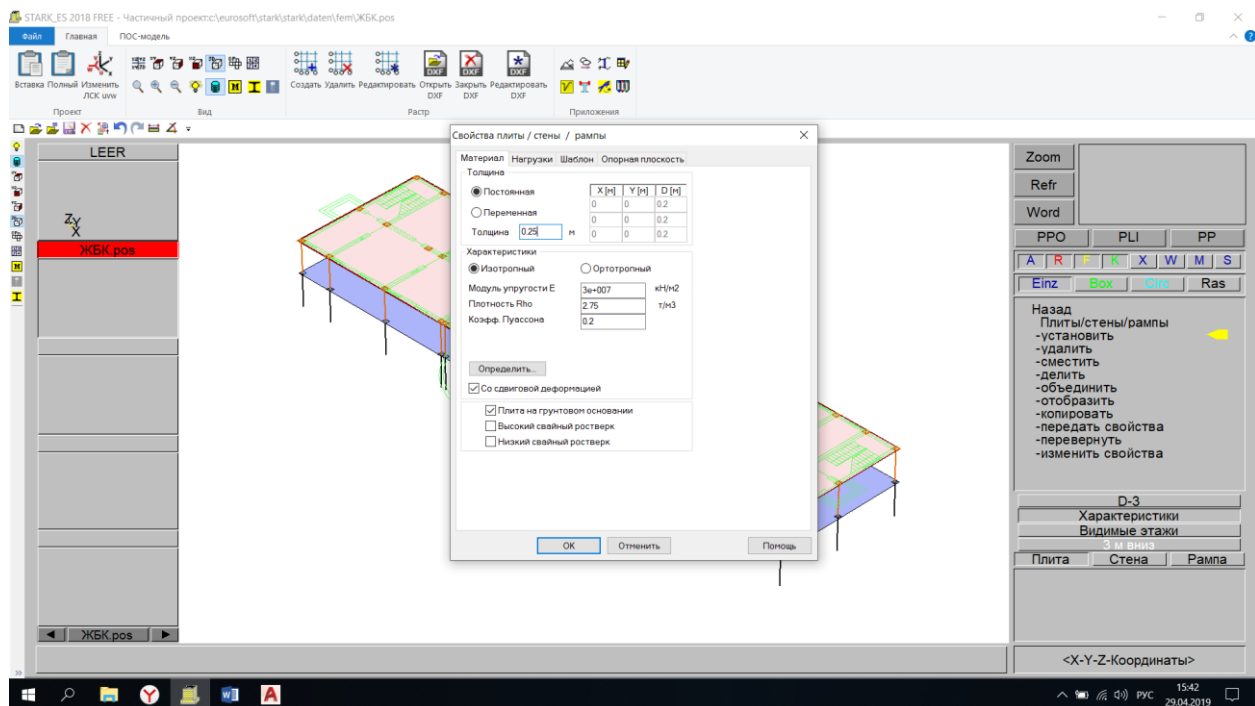 STARK_ES 2018 FREE - Частичный проект:c:\eurosoft\stark\stark\daten\fem\ЖБК.pos
Файл Главная ПОС-модель
Вставка Полный Изменить ЛСК uvw
Создать Удалить Редактировать Открыть DXF Закрыть DXF Редактировать DXF
Проект Вид Растр Приложения
LEER
Z Y X
ЖБК.pos
ЖБК.pos
Свойства плиты / стены / рампы
Материал Нагрузки Шаблон Опорная плоскость
Толщина
Постоянная
Переменная
Толщина 0.25 м
X [м] Y [м] D [м]
0 0 0.2
0 0 0.2
0 0 0.2
Характеристики
Изотропный Ортотропный
Модуль упругости E 3e+007 кН/м2
Плотность Rho 2.75 т/м3
Коэфф. Пуассона 0.2
Определить...
Со сдвиговой деформацией
Плита на грунтовом основании
Высокий свайный ростверк
Низкий свайный ростверк
OK Отменить Помощь
Zoom
Refr
Word
PPO PLI PP
A R F K X W M S
Einz Box Circ Ras
Назад
Плиты/стены/рампы
-установить
-удалить
-сместить
-делить
-объединить
-отобразить
-копировать
-передать свойства
-перевернуть
-изменить свойства
D-3
Характеристики
Видимые этажи
3 м вниз
Плита Стена Рампа
<X-Y-Z-Координаты>
РУС
15:42
29.04.2019